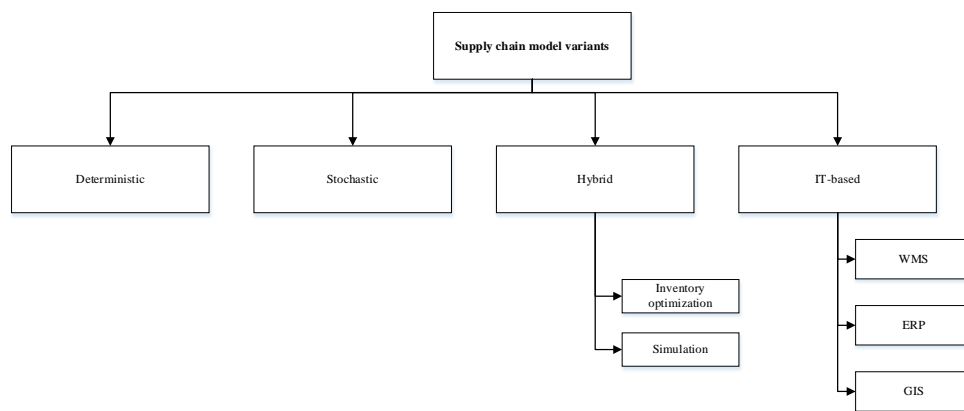 Supply chain model variants
Deterministic
Stochastic
Hybrid
IT-based
Inventory
optimization
Simulation
WMS
ERP
GIS